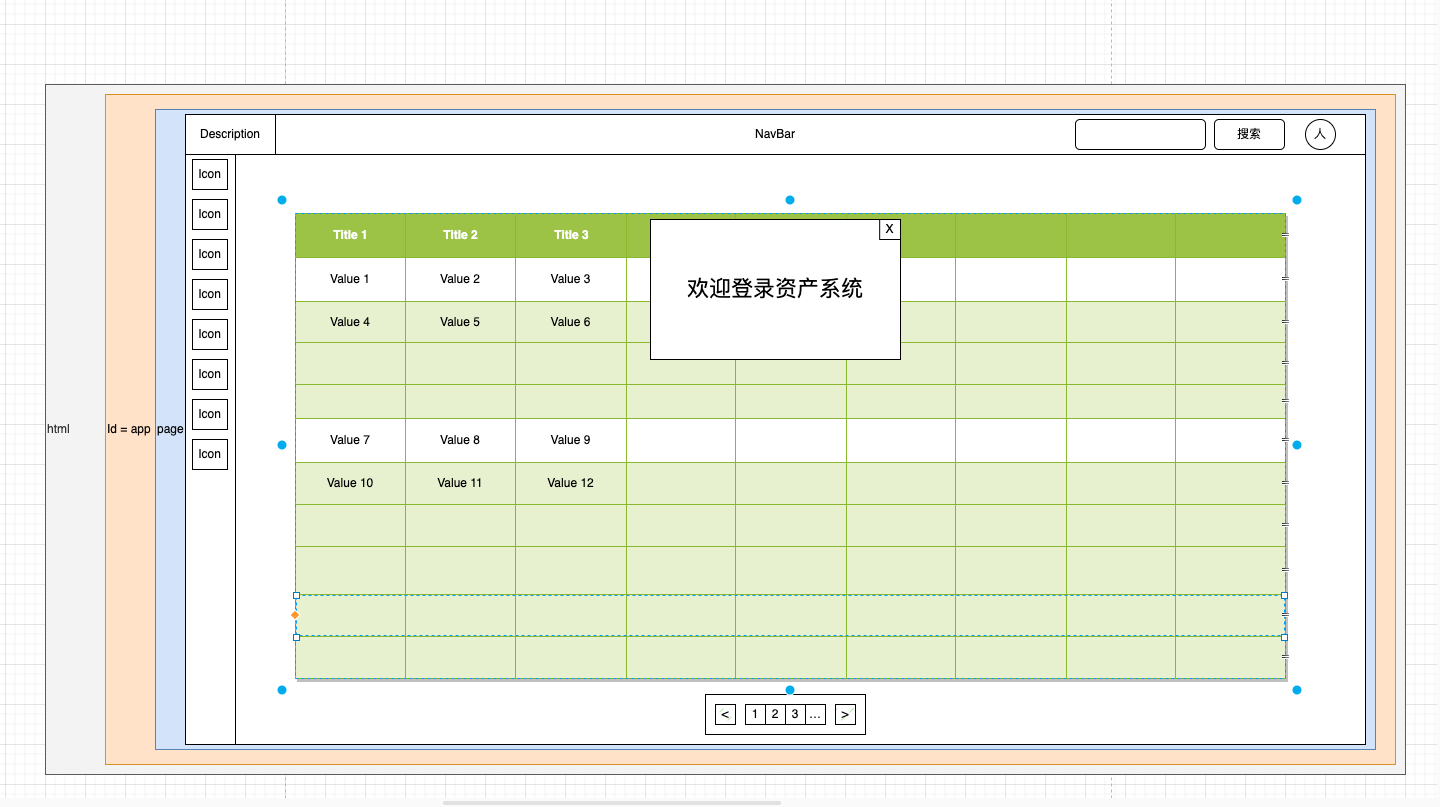 Description
NavBar
搜索
人
Icon
Icon
Icon
Icon
Icon
Icon
Icon
Icon
html
Id = app
page
X
欢迎登录资产系统
Title 1 Title 2 Title 3
Value 1 Value 2 Value 3
Value 4 Value 5 Value 6
Value 7 Value 8 Value 9
Value 10 Value 11 Value 12
< 1 2 3 ... >